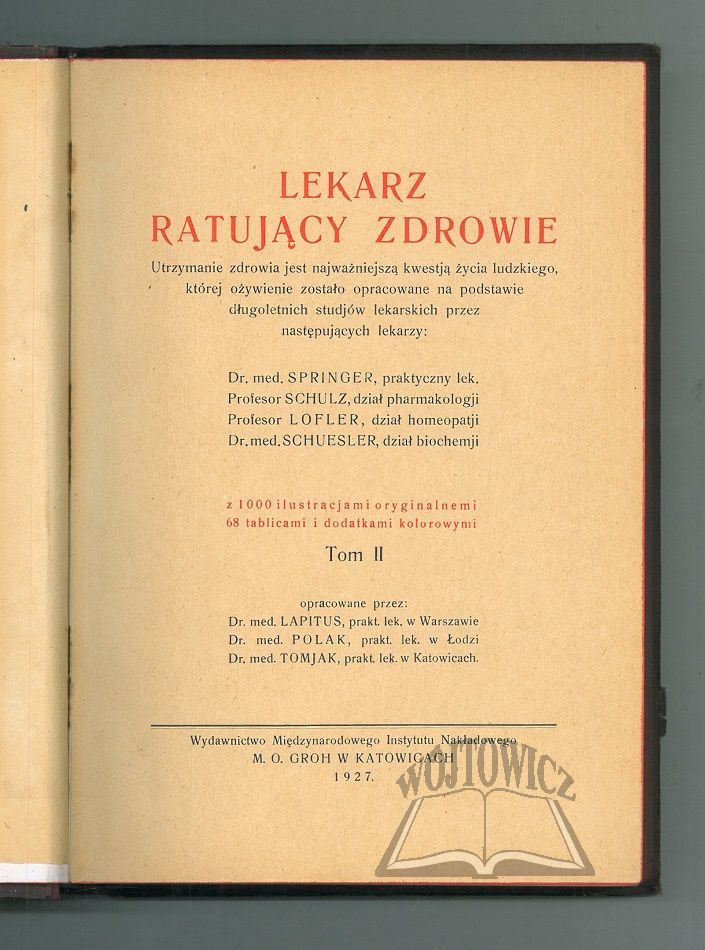 LEKARZ
RATUJĄCY ZDROWIE
Utrzymanie zdrowia jest najważniejszą kwestją życia ludzkiego,
której ożywienie zostało opracowane na podstawie
długoletnich studjów lekarskich przez
następujących lekarzy:
Dr. med. SPRINGER, praktyczny lek.
Profesor SCHULZ, dział pharmakologji
Profesor LOFLER, dział homeopatji
Dr. med. SCHUESLER, dział biochemji
z 1000 ilustracjami oryginalnemi
68 tablicami i dodatkami kolorowymi
Tom II
opracowane przez:
Dr. med. LAPITUS, prakt. lek. w Warszawie
Dr. med. POLAK, prakt. lek. w Łodzi
Dr. med. TOMJAK, prakt. lek. w Katowicach.
Wydawnictwo Międzynarodowego Instytutu Nakładowego
M. O. GROH W KATOWICACH
1927.
WÓJTOWICZ